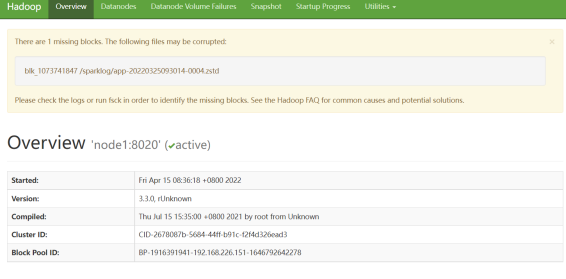 Hadoop Overview Datanodes Datanode Volume Failures Snapshot Startup Progress Utilities
There are 1 missing blocks. The following files may be corrupted:
×
blk_1073741847 /sparklog/app-20220325093014-0004.zstd
Please check the logs or run fsck in order to identify the missing blocks. See the Hadoop FAQ for common causes and potential solutions.
Overview 'node1:8020' (✔active)
Started: Fri Apr 15 08:36:18 +0800 2022
Version: 3.3.0, rUnknown
Compiled: Thu Jul 15 15:35:00 +0800 2021 by root from Unknown
Cluster ID: CID-2678087b-5684-44ff-b91c-f2f4d326ead3
Block Pool ID: BP-1916391941-192.168.226.151-1646792642278